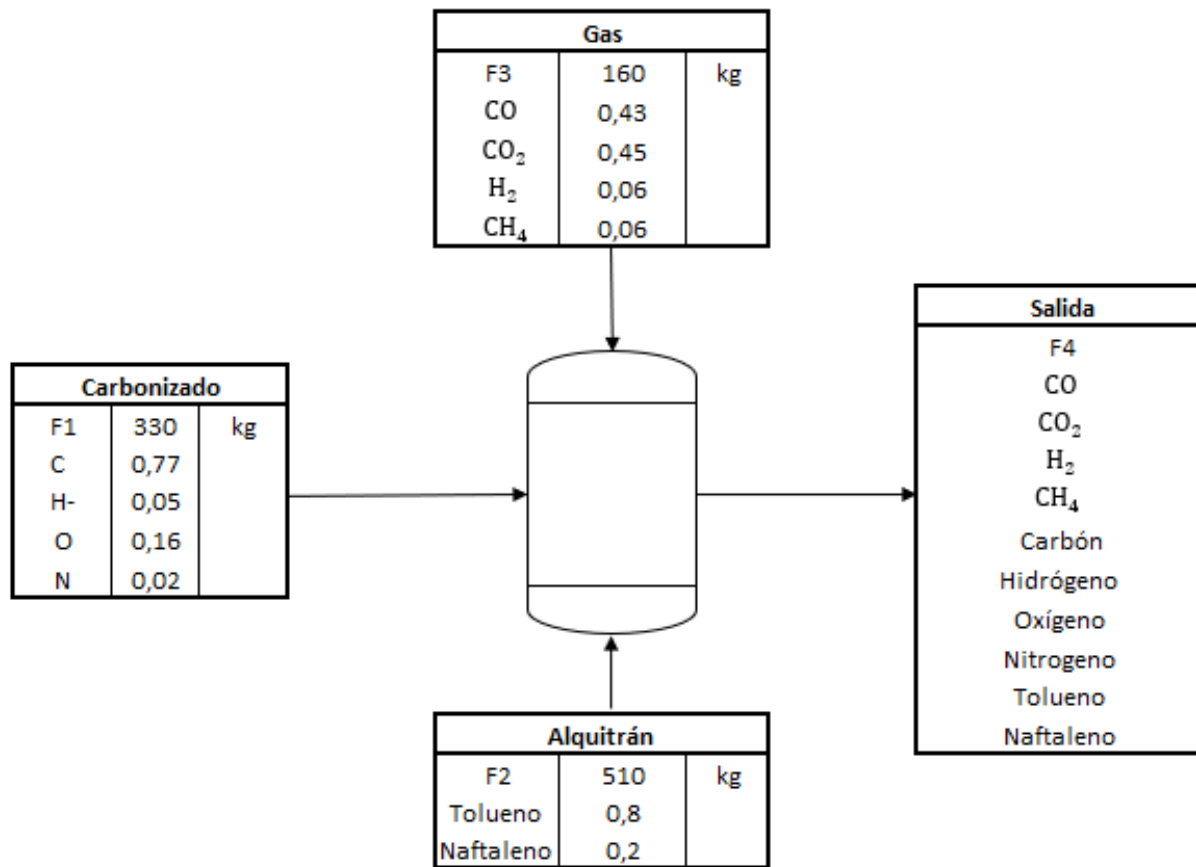 Gas
F3 160 kg
CO 0,43
CO₂ 0,45
H₂ 0,06
CH₄ 0,06
Carbonizado
F1 330 kg
C 0,77
H- 0,05
O 0,16
N 0,02
Salida
F4
CO
CO₂
H₂
CH₄
Carbón
Hidrógeno
Oxígeno
Nitrogeno
Tolueno
Naftaleno
Alquitrán
F2 510 kg
Tolueno 0,8
Naftaleno 0,2